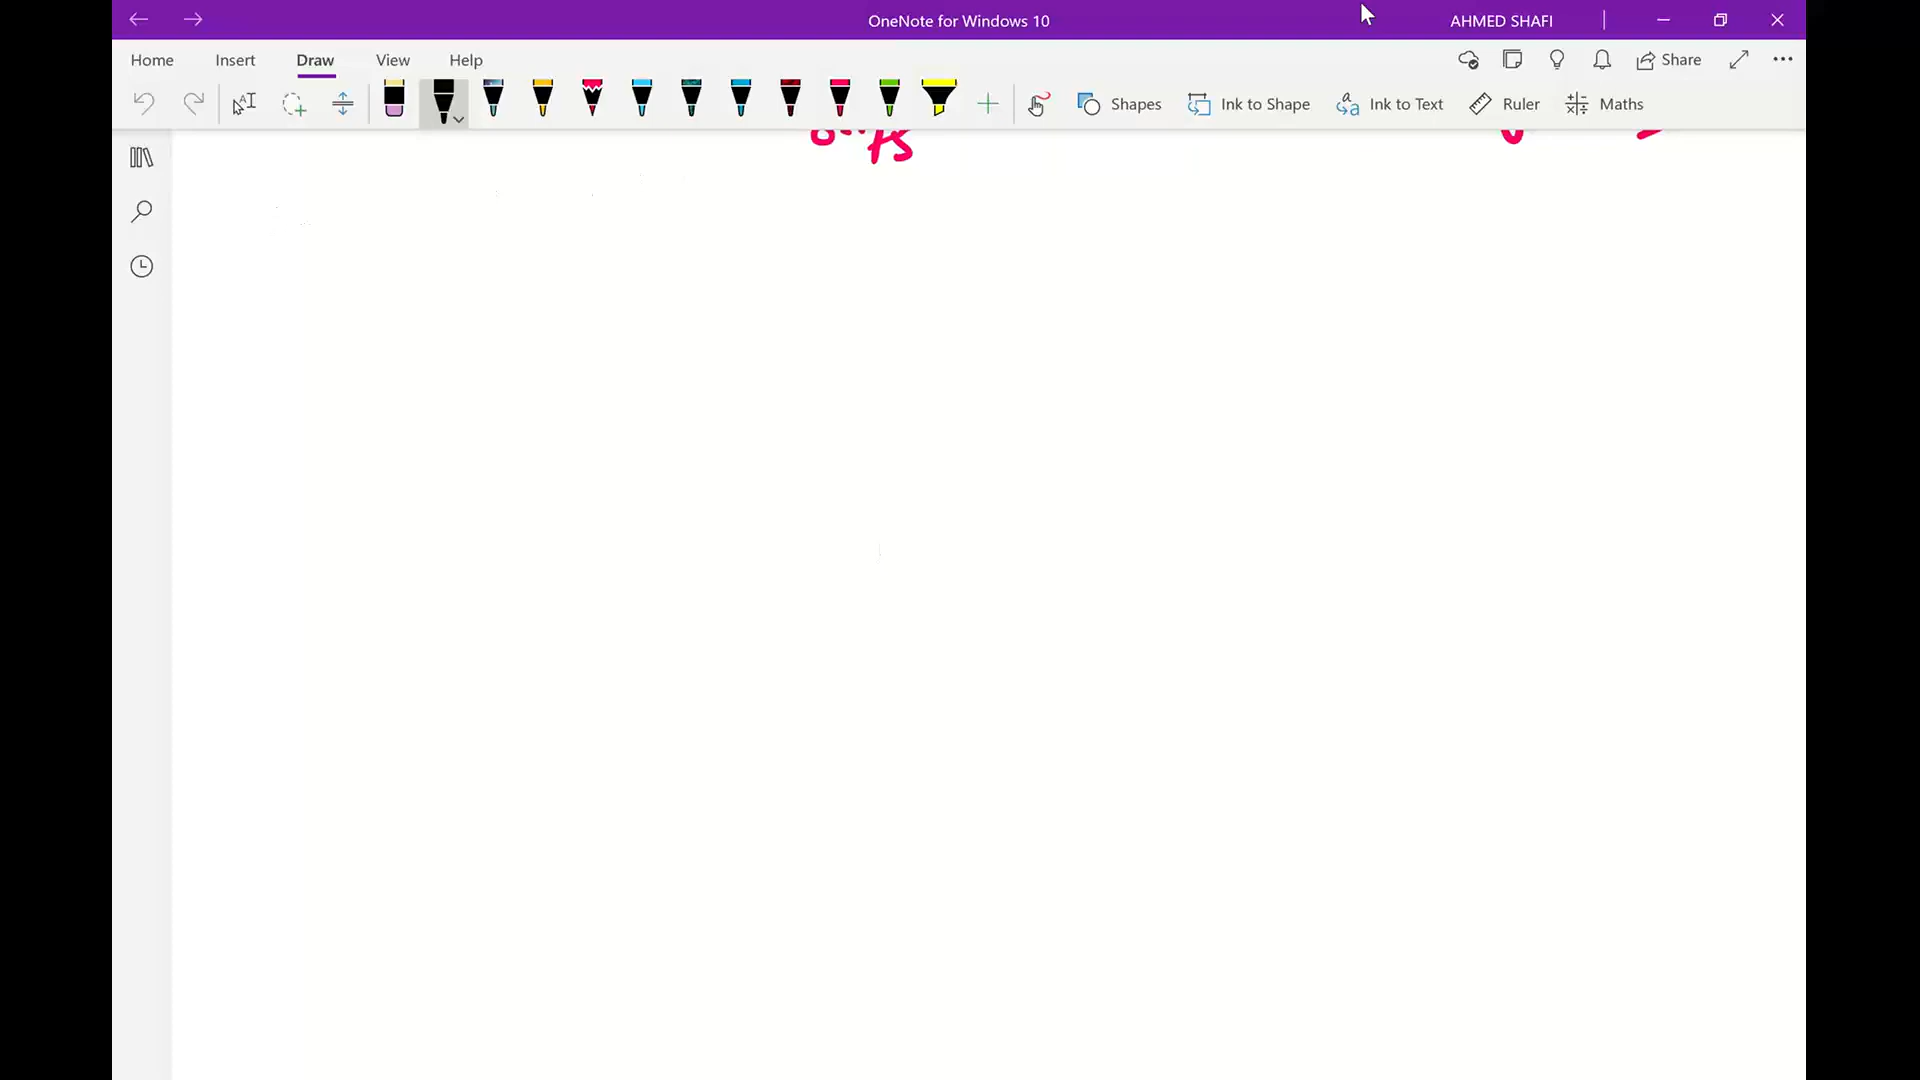 OneNote for Windows 10
AHMED SHAFI
Home Insert Draw View Help
Share
Shapes Ink to Shape Ink to Text Ruler Maths